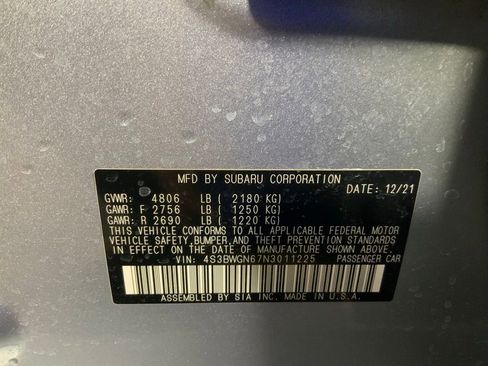 MFD BY SUBARU CORPORATION
DATE: 12/21
GVWR: 4806 LB ( 2180 KG)
GAWR: F 2756 LB ( 1250 KG)
GAWR: R 2690 LB ( 1220 KG)
THIS VEHICLE CONFORMS TO ALL APPLICABLE FEDERAL MOTOR
VEHICLE SAFETY, BUMPER, AND THEFT PREVENTION STANDARDS
IN EFFECT ON THE DATE OF MANUFACTURE SHOWN ABOVE.
VIN: 4S3BWGN67N3011225 PASSENGER CAR
ASSEMBLED BY SIA INC. MADE IN U.S.A.